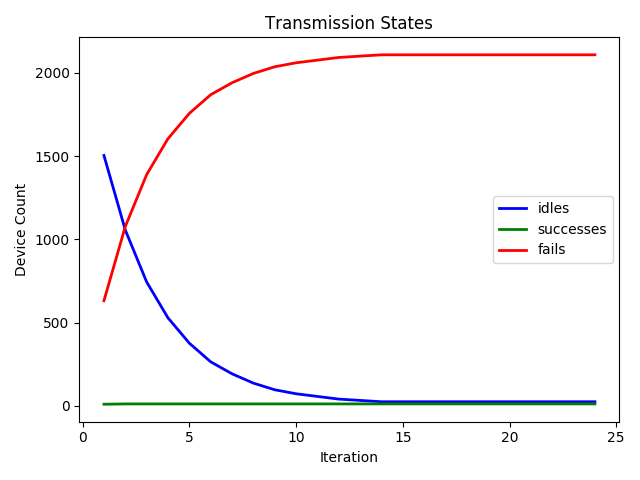 Transmission States
Device Count
2000
1500
1000
500
0
idles
successes
fails
0 5 10 15 20 25
Iteration